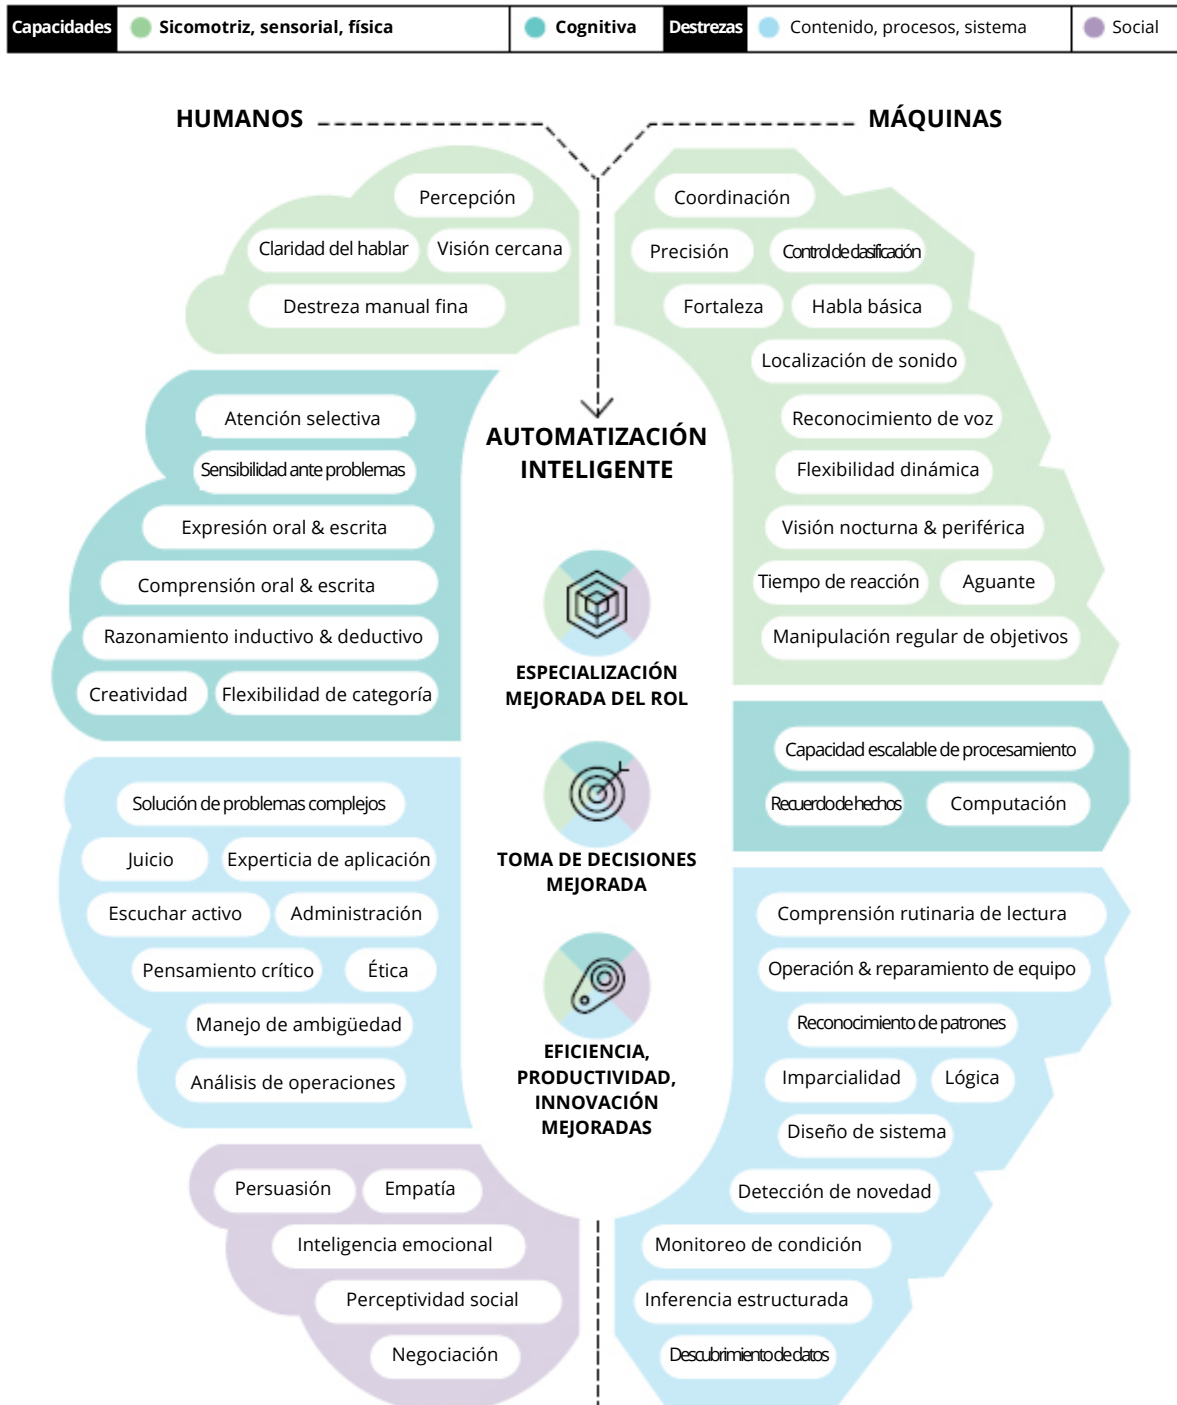 Capacidades Sicomotriz, sensorial, física Cognitiva Destrezas Contenido, procesos, sistema Social
HUMANOS MÁQUINAS
Percepción
Claridad del hablar Visión cercana
Destreza manual fina
Atención selectiva
Sensibilidad ante problemas
Expresión oral & escrita
Comprensión oral & escrita
Razonamiento inductivo & deductivo
Creatividad Flexibilidad de categoría
Solución de problemas complejos
Juicio Experticia de aplicación
Escuchar activo Administración
Pensamiento crítico Ética
Manejo de ambigüedad
Análisis de operaciones
Persuasión Empatía
Inteligencia emocional
Perceptividad social
Negociación
AUTOMATIZACIÓN
INTELIGENTE
ESPECIALIZACIÓN
MEJORADA DEL ROL
TOMA DE DECISIONES
MEJORADA
EFICIENCIA,
PRODUCTIVIDAD,
INNOVACIÓN
MEJORADAS
Coordinación
Precisión Control de clasificación
Fortaleza Habla básica
Localización de sonido
Reconocimiento de voz
Flexibilidad dinámica
Visión nocturna & periférica
Tiempo de reacción Aguante
Manipulación regular de objetivos
Capacidad escalable de procesamiento
Recuerdo de hechos Computación
Comprensión rutinaria de lectura
Operación & reparamiento de equipo
Reconocimiento de patrones
Imparcialidad Lógica
Diseño de sistema
Detección de novedad
Monitoreo de condición
Inferencia estructurada
Descubrimiento de datos